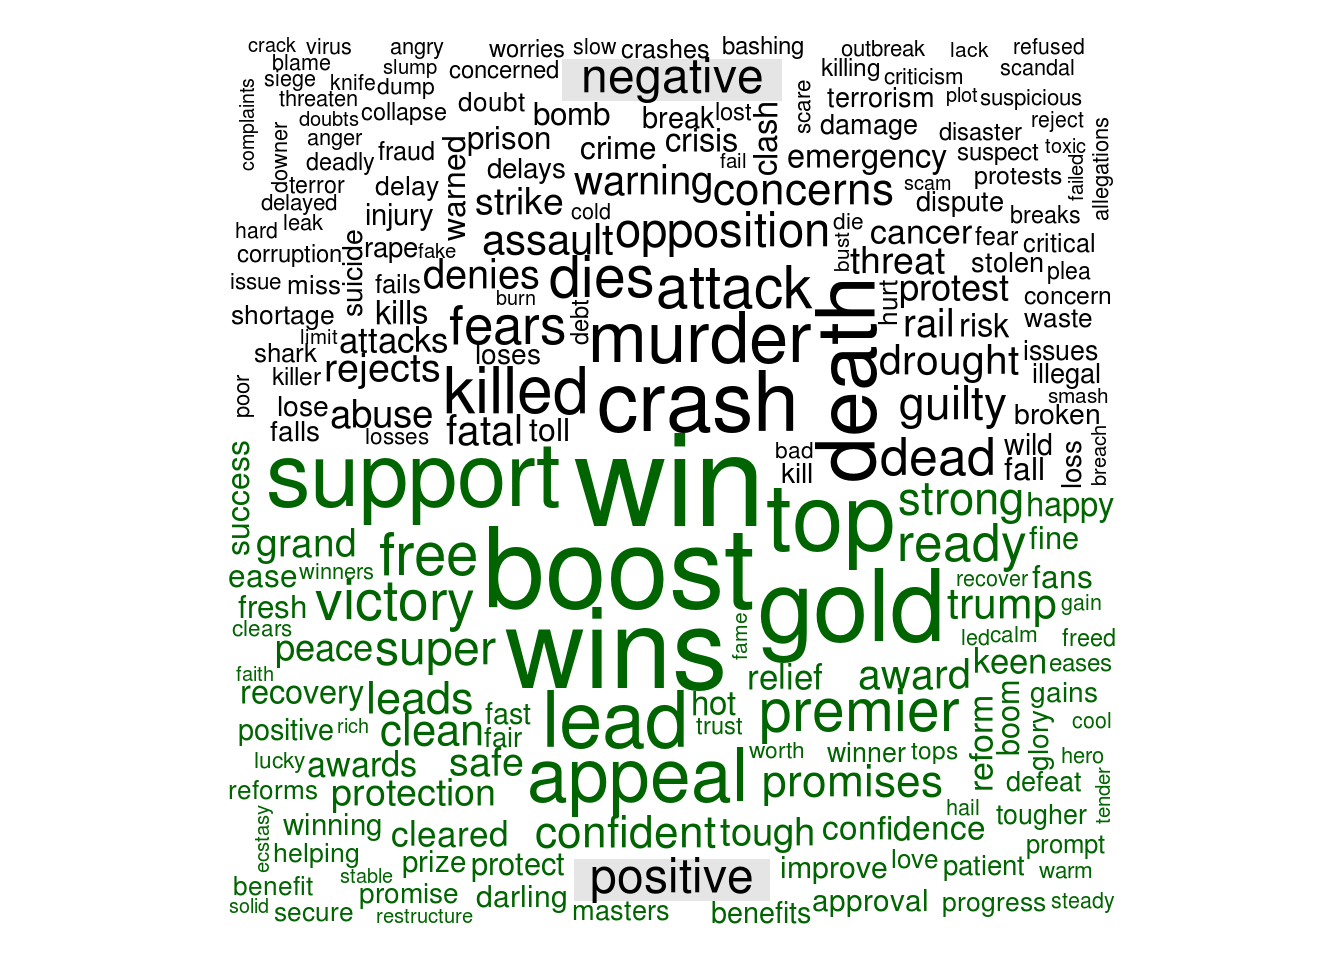 crack virus angry worries slow crashes bashing outbreak lack refused
blame slump concerned negative killing criticism scandal
siege knife dump terrorism plot suspicious
complaints threaten collapse doubt bomb break lost scare damage disaster reject
doubts anger fraud prison crime crisis clash emergency suspect toxic
downer deadly warned delays fail protests failed allegations
dterror delay strike warning concerns scam dispute breaks
delayed leak injury cold die
hard corruption suicide rape fake assault opposition bust cancer fear critical
issue miss fails denies dies attack threat stolen plea
shortage kills burn debt death hurt protest concern
limit attacks fears murder rail risk waste
shark rejects loses drought issues
killer killed crash illegal
poor lose abuse guilty smash broken
falls losses fatal toll bad dead wild loss breach
kill fall
success support win top strong happy
grand free boost ready fine
ease winners gold recover fans
fresh victory trump gain
clears peace super wins fame led calm freed
faith relief award keen eases
recovery leads hot reform boom gains
positive rich clean fast fair lead trust premier glory cool
lucky awards safe worth winner tops hero
reforms protection appeal promises defeat tender
ecstasy winning cleared confident tough confidence hail tougher
helping prize protect improve love patient prompt
benefit stable promise darling positive warm
solid secure restructure masters benefits approval progress steady